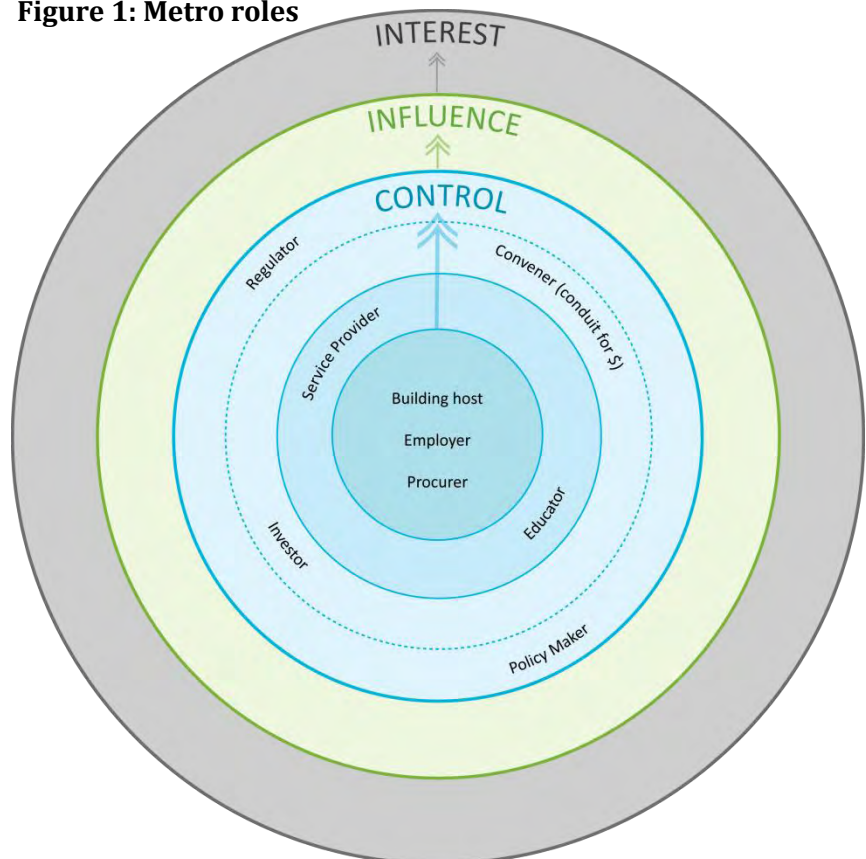 Figure 1: Metro roles
INTEREST
INFLUENCE
CONTROL
Regulator
Convener (conduit for $)
Service Provider
Building host
Employer
Procurer
Educator
Investor
Policy Maker